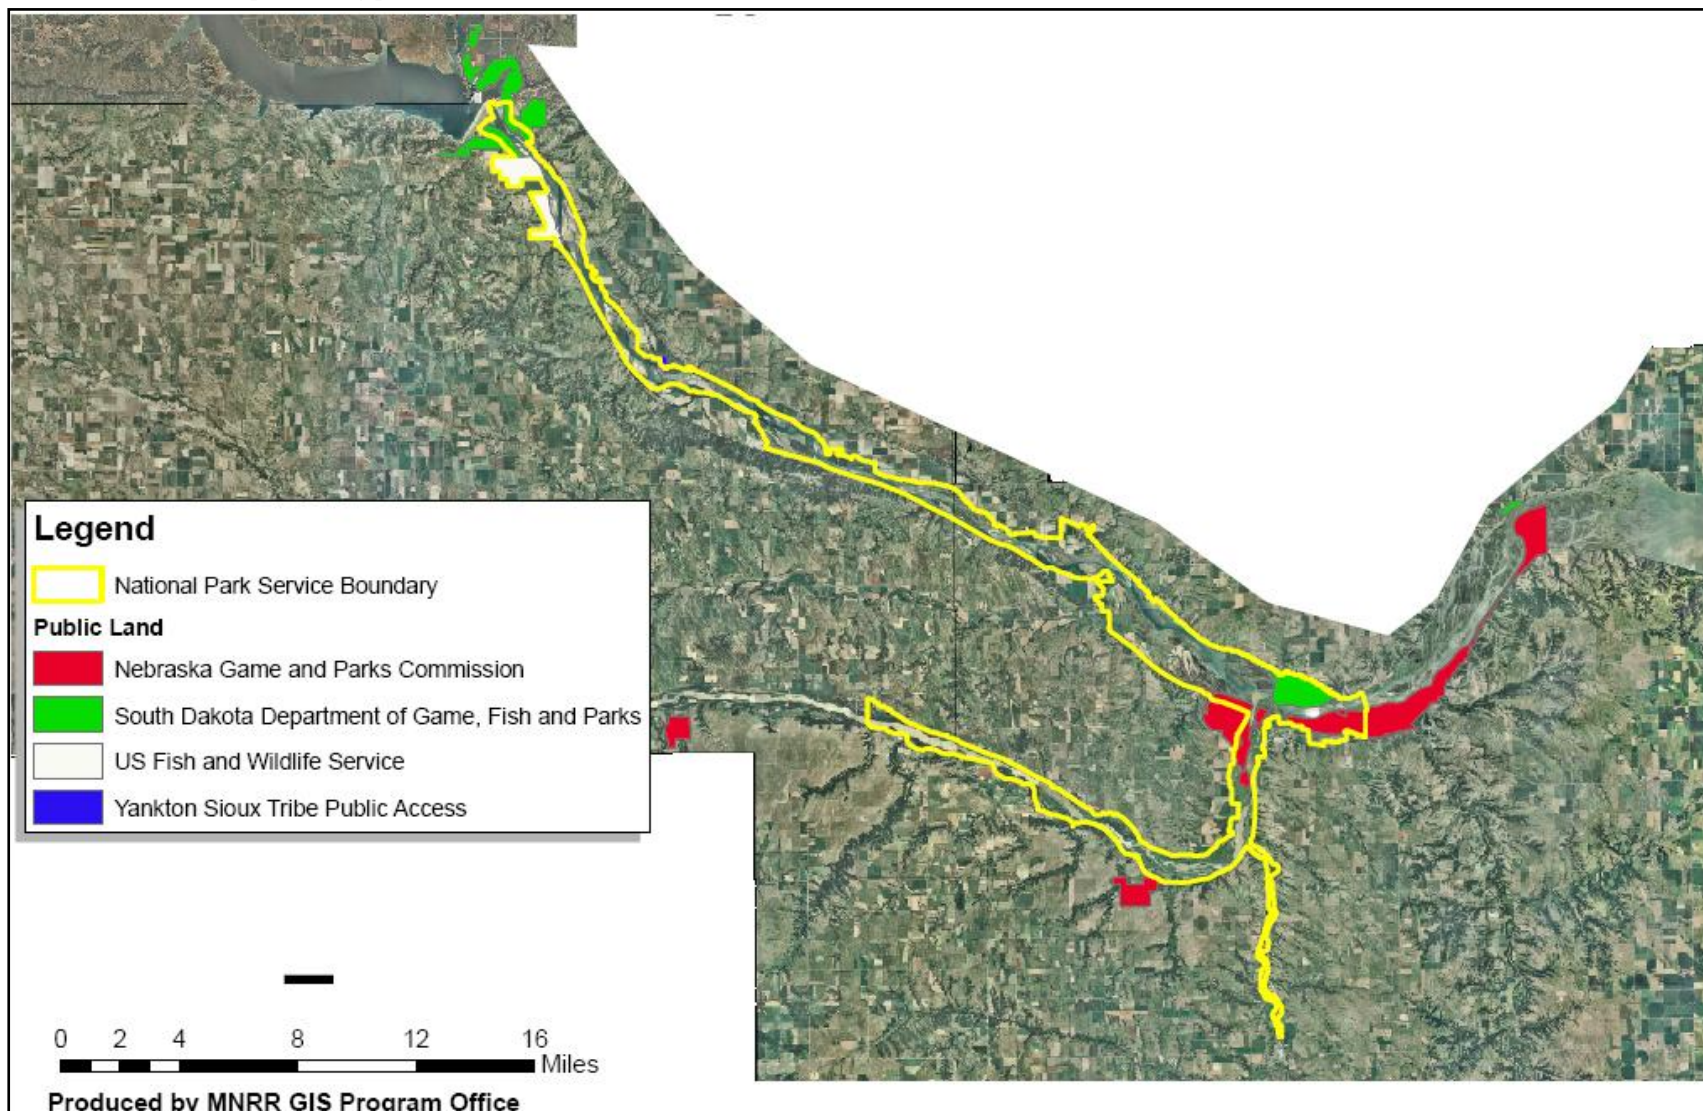 Legend
National Park Service Boundary
Public Land
Nebraska Game and Parks Commission
South Dakota Department of Game, Fish and Parks
US Fish and Wildlife Service
Yankton Sioux Tribe Public Access
0 2 4 8 12 16
Miles
Produced by MNRR GIS Program Office